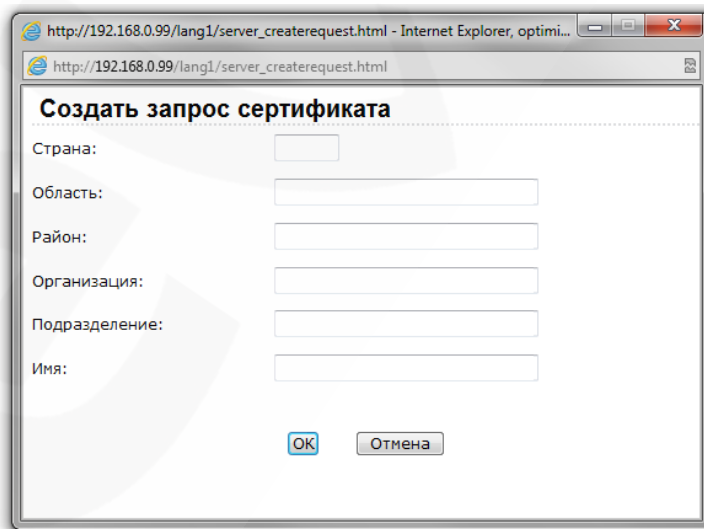 http://192.168.0.99/lang1/server_createrequest.html - Internet Explorer, optimi...
http://192.168.0.99/lang1/server_createrequest.html
Создать запрос сертификата
Страна:
Область:
Район:
Организация:
Подразделение:
Имя:
OK Отмена